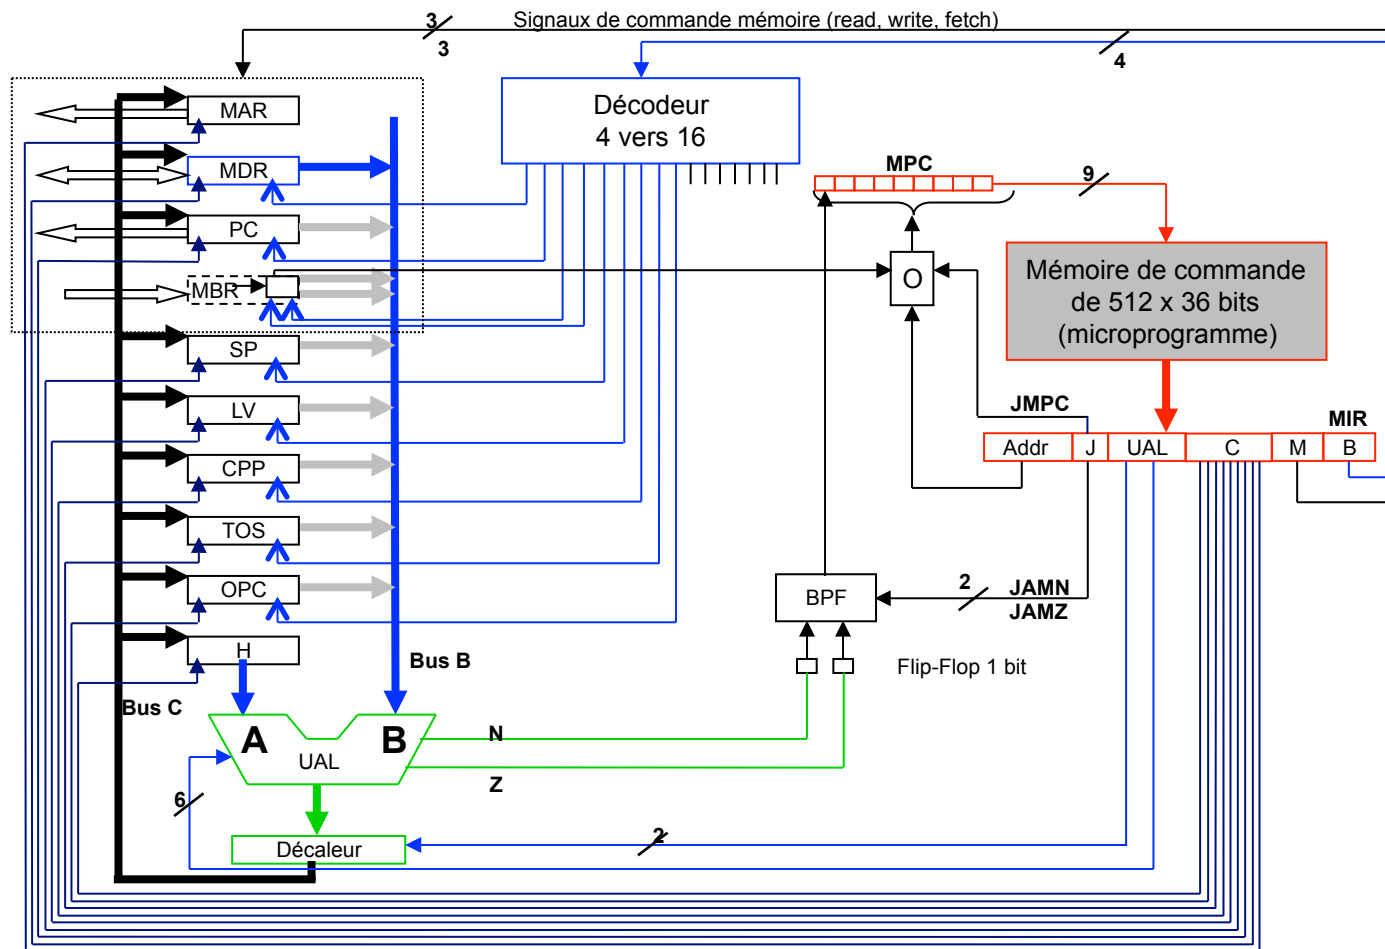 3 Signaux de commande mémoire (read, write, fetch)
3
4
Décodeur
4 vers 16
MAR
MDR
PC
MBR
SP
LV
CPP
TOS
OPC
H
Bus B
Bus C
A
B
UAL
N
Z
6
2
Décaleur
MPC
9
O
Mémoire de commande
de 512 x 36 bits
(microprogramme)
JMPC
MIR
Addr J UAL C M B
BPF
2
JAMN
JAMZ
Flip-Flop 1 bit